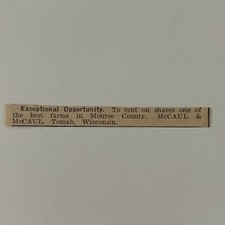 Exceptional Opportunity. To rent on shares one of
the best farms in Monroe County. McCAUL &
McCAUL, Tomah, Wisconsin.